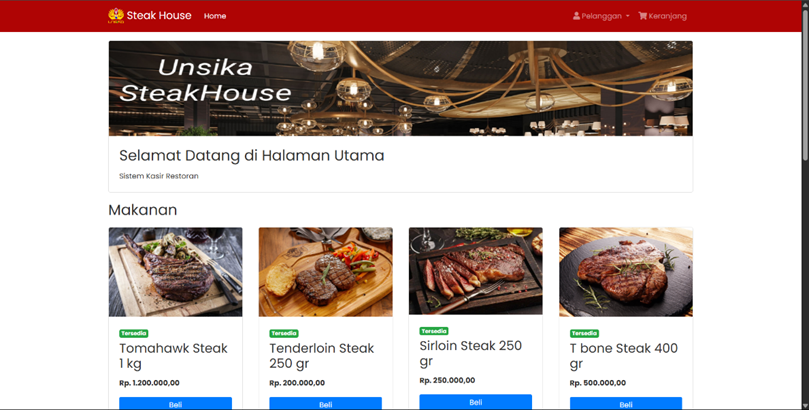 Steak House
Home
Pelanggan
Keranjang
Unsika
SteakHouse
Selamat Datang di Halaman Utama
Sistem Kasir Restoran
Makanan
Tersedia
Tomahawk Steak
1 kg
Rp. 1.200.000,00
Beli
Tersedia
Tenderloin Steak
250 gr
Rp. 200.000,00
Beli
Tersedia
Sirloin Steak 250
gr
Rp. 250.000,00
Beli
Tersedia
T bone Steak 400
gr
Rp. 500.000,00
Beli